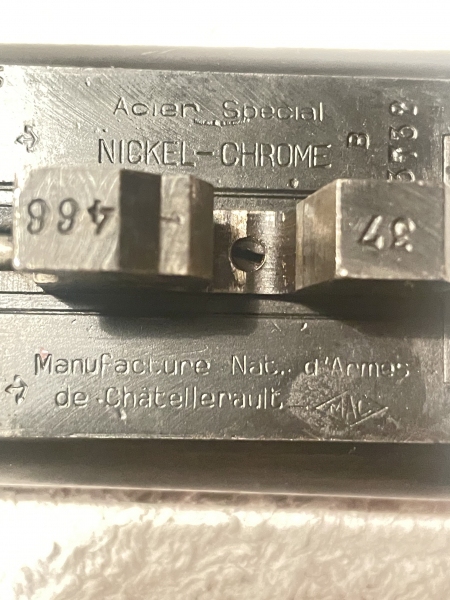 Acier Special
NICKEL-CHROME
B
466
37
Manufacture Nat. d'Armes
de Châtellerault
MAC